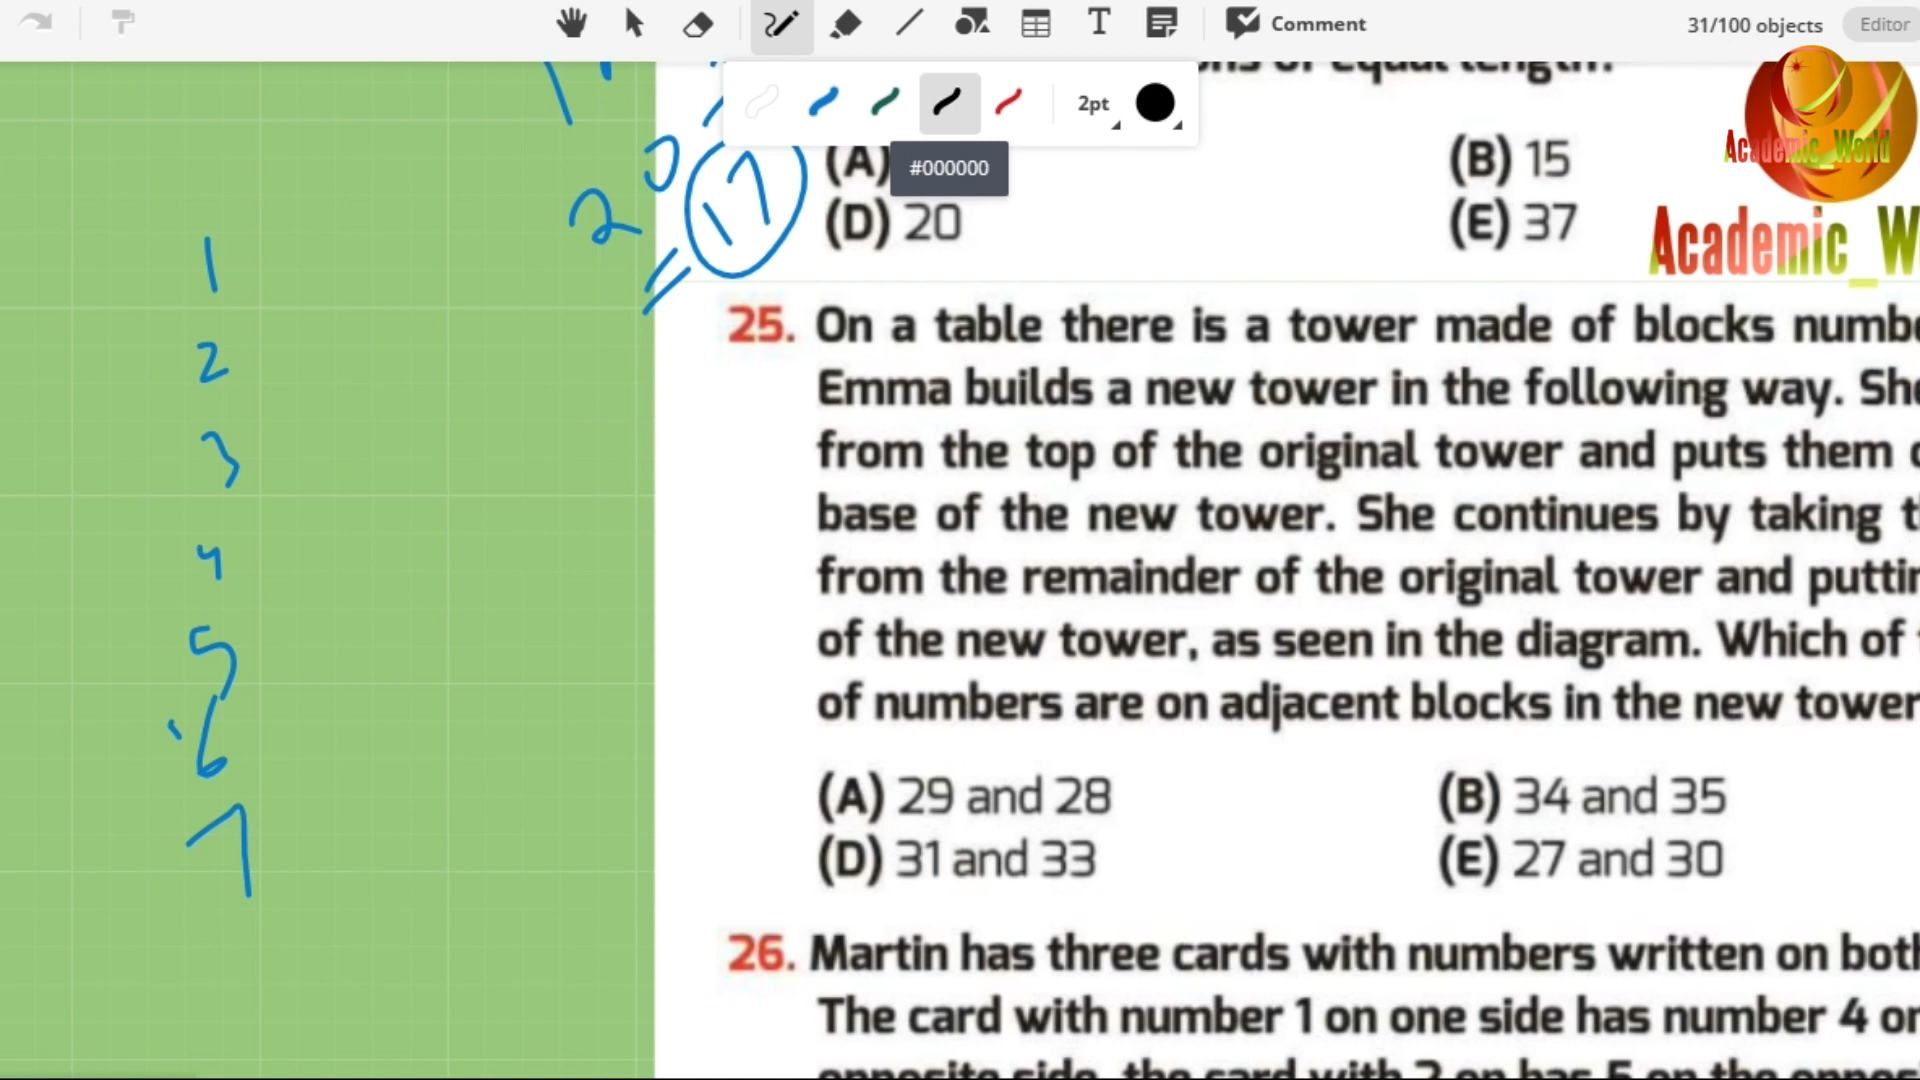 Comment
31/100 objects
Editor
2pt
#000000
Academic_World
Academic_W
(A)
(B) 15
(D) 20
(E) 37
17
2
1
2
3
4
5
6
7
25. On a table there is a tower made of blocks
Emma builds a new tower in the following way.
from the top of the original tower and puts them
base of the new tower. She continues by taking
from the remainder of the original tower and
of the new tower, as seen in the diagram. Which of
of numbers are on adjacent blocks in the new tower
(A) 29 and 28
(B) 34 and 35
(D) 31 and 33
(E) 27 and 30
26. Martin has three cards with numbers written on
The card with number 1 on one side has number 4